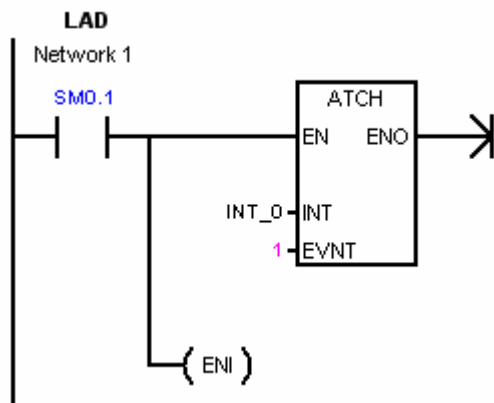 LAD
Network 1
SM0.1
ATCH
EN ENO
INT_0 INT
1 EVNT
ENI